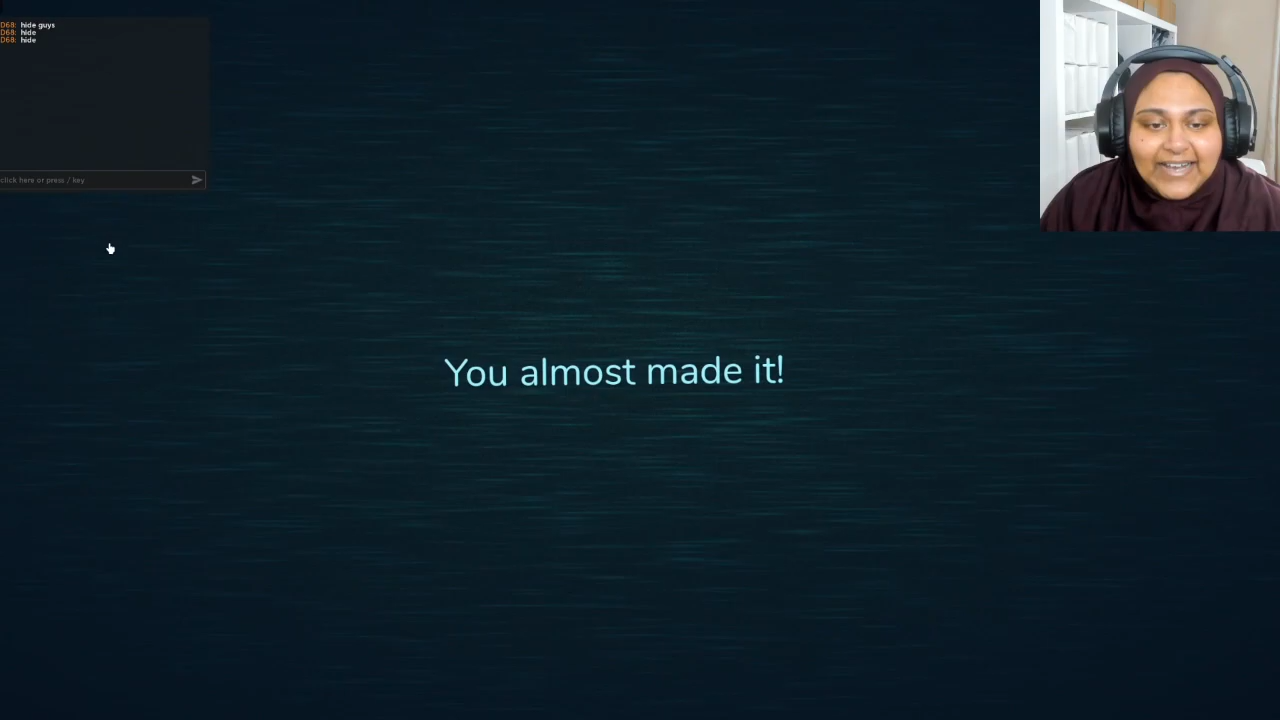 D68: hide guys
D68: hide
D68: hide
click here or press / key
You almost made it!